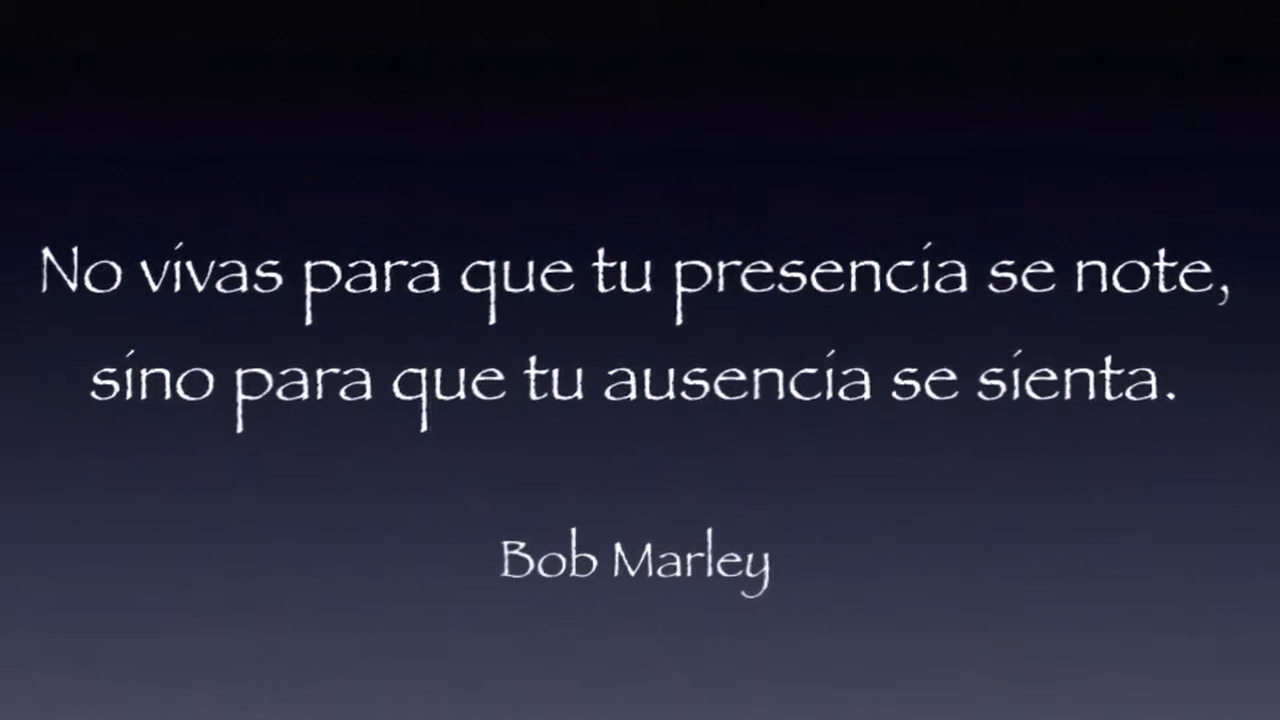 No vivas para que tu presencia se note,
sino para que tu ausencia se sienta.
Bob Marley